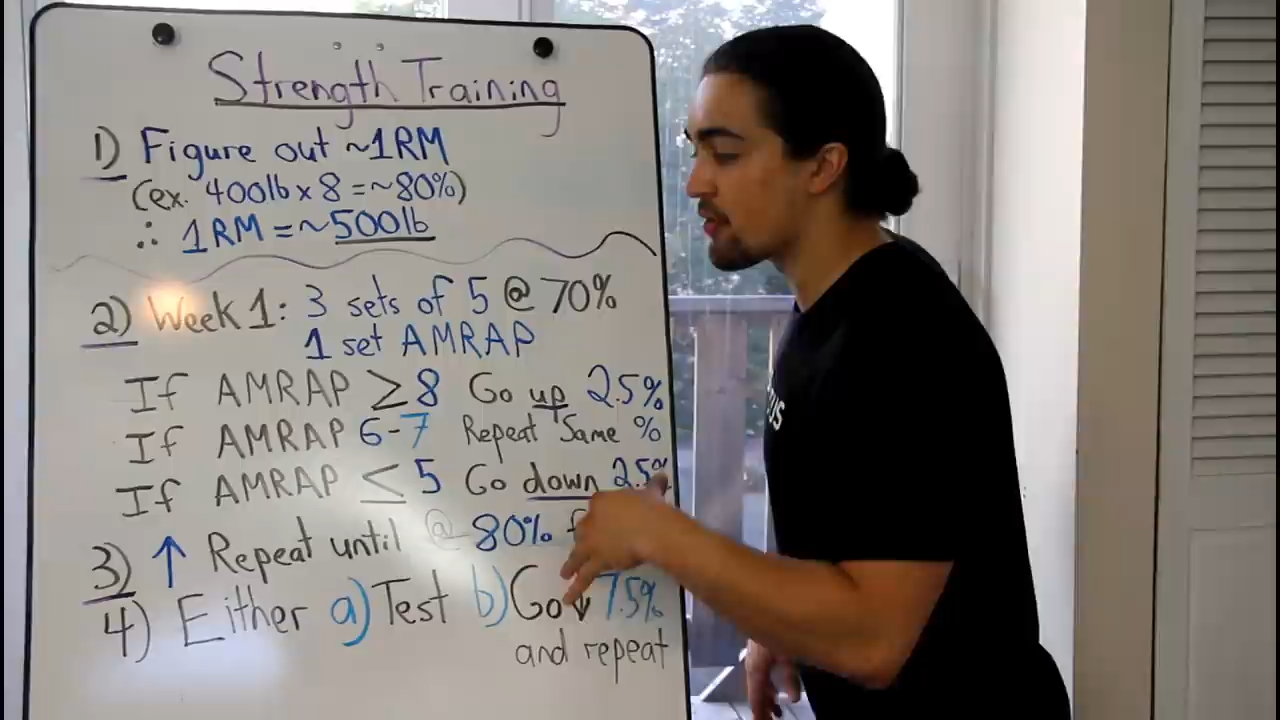 Strength Training
1) Figure out ~1RM
(ex. 400lb x 8 = ~80%)
∴ 1RM = ~500lb
2) Week 1: 3 sets of 5 @ 70%
1 set AMRAP
If AMRAP ≥8 Go up 2.5%
If AMRAP 6-7 Repeat Same %
If AMRAP ≤ 5 Go down 2.5%
3) ↑ Repeat until @ 80%
4) Either a) Test b) Go ↓ 7.5%
and repeat